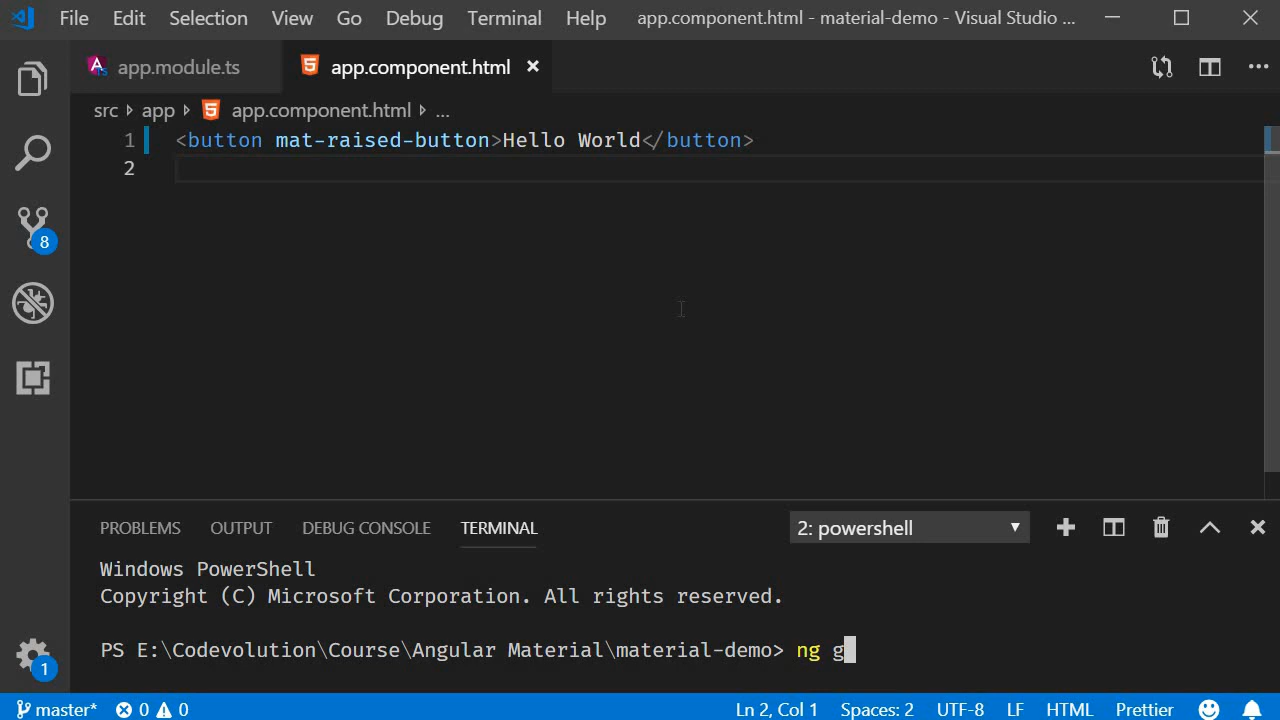 File Edit Selection View Go Debug Terminal Help app.component.html - material-demo - Visual Studio ...
app.module.ts app.component.html
src app app.component.html ...
1 <button mat-raised-button>Hello World</button>
2
8
PROBLEMS OUTPUT DEBUG CONSOLE TERMINAL 2: powershell
Windows PowerShell
Copyright (C) Microsoft Corporation. All rights reserved.
PS E:\Codevolution\Course\Angular Material\material-demo> ng g
1
master* 0 0 Ln 2, Col 1 Spaces: 2 UTF-8 LF HTML Prettier